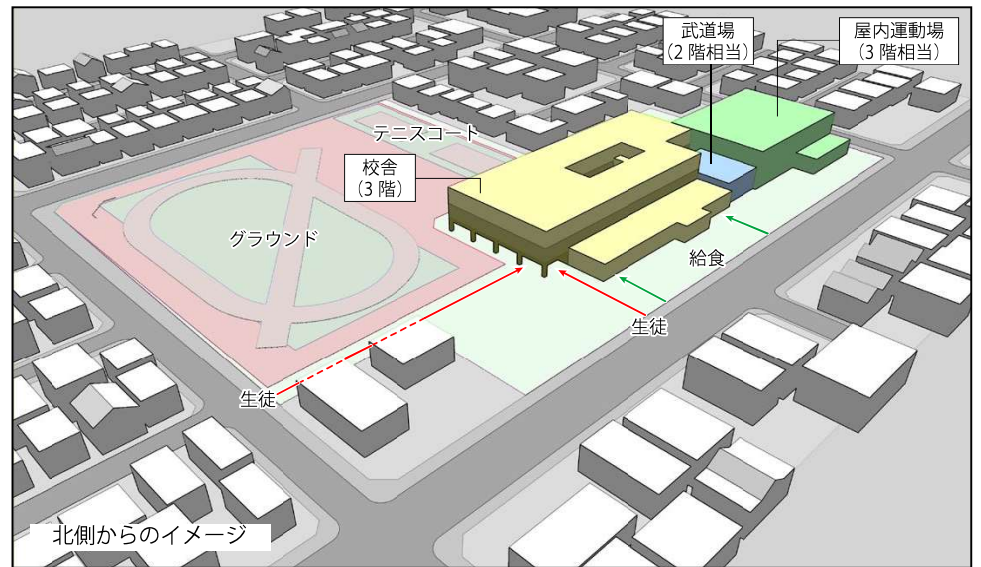 武道場
（2階相当）
屋内運動場
（3階相当）
テニスコート
校舎
（3階）
グラウンド
給食
生徒
生徒
北側からのイメージ